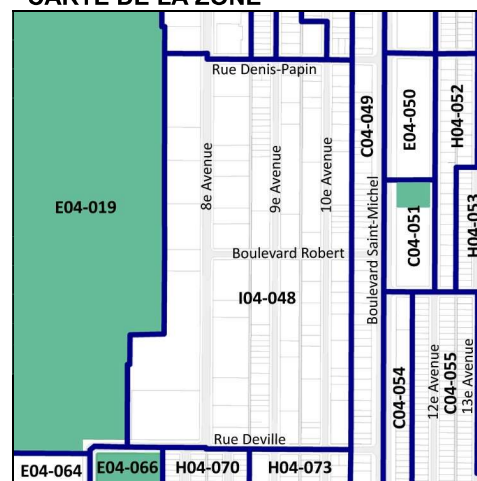 CARTE DE LA ZONE
Rue Denis-Papin
C04-049
E04-050
H04-052
8e Avenue
9e Avenue
10e Avenue
E04-019
Boulevard Saint-Michel
C04-051
H04-053
Boulevard Robert
I04-048
C04-054
12e Avenue
C04-055
13e Avenue
Rue Deville
E04-064
E04-066
H04-070
H04-073